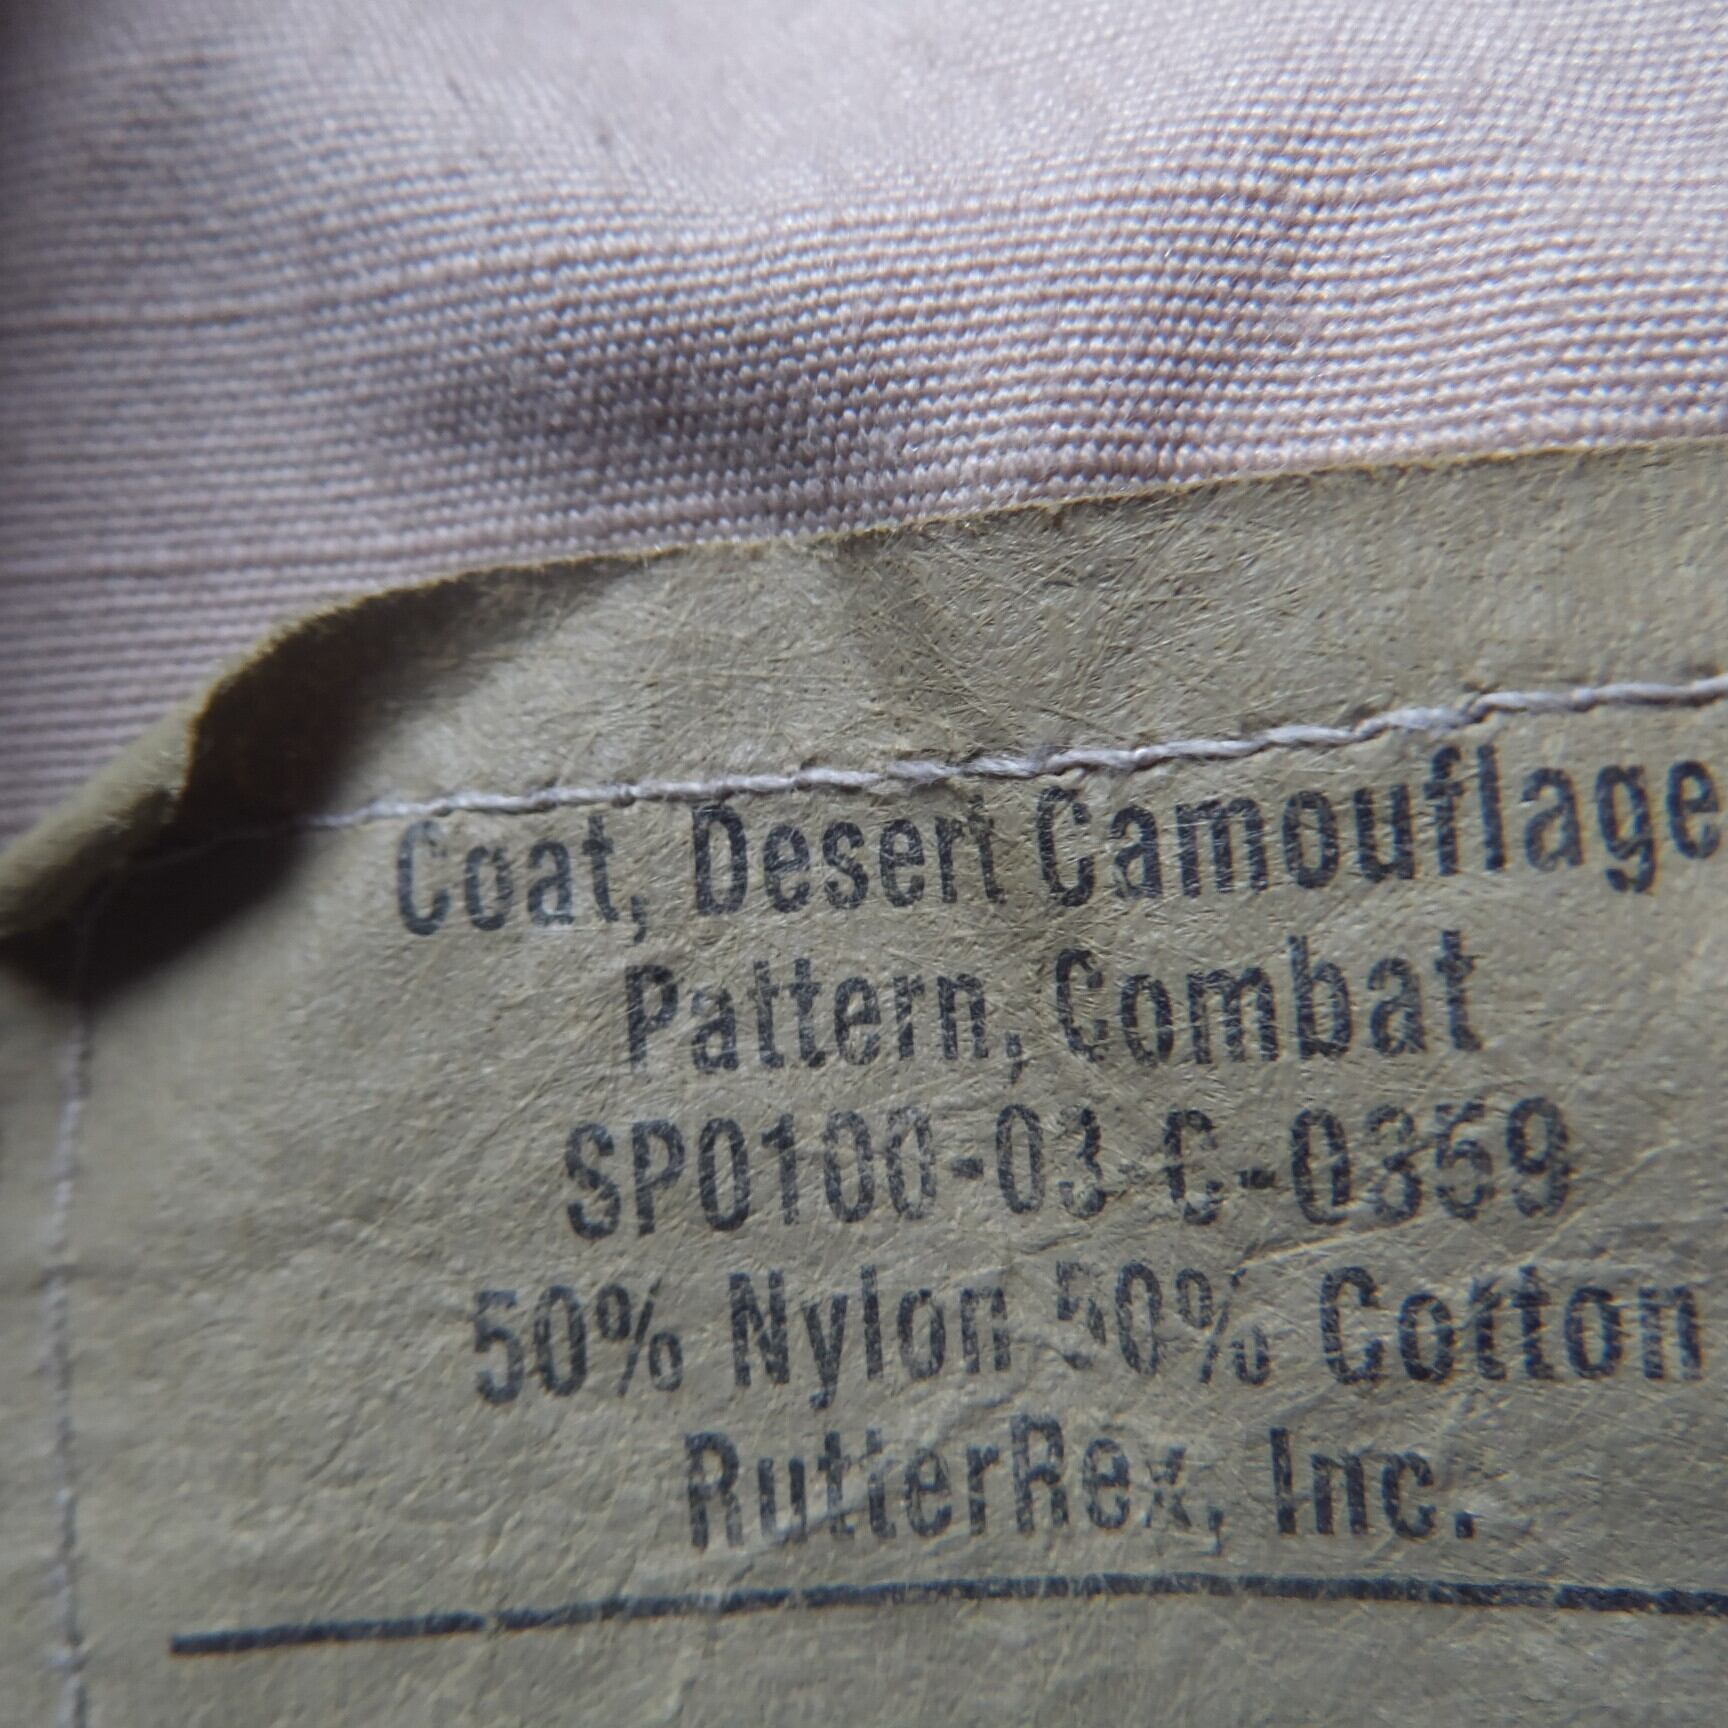 Coat, Desert Camouflage
Pattern, Combat
SP0100-03-C-0359
50% Nylon 50% Cotton
RutterRex, Inc.